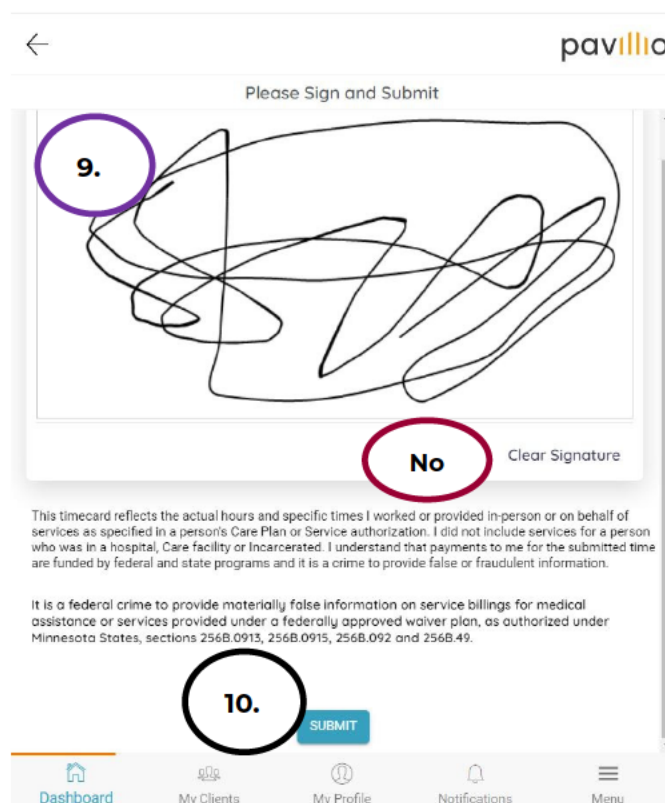 pavillio
Please Sign and Submit
9.
No
Clear Signature
This timecard reflects the actual hours and specific times I worked or provided in-person or on behalf of
services as specified in a person's Care Plan or Service authorization. I did not include services for a person
who was in a hospital, Care facility or Incarcerated. I understand that payments to me for the submitted time
are funded by federal and state programs and it is a crime to provide false or fraudulent information.
It is a federal crime to provide materially false information on service billings for medical
assistance or services provided under a federally approved waiver plan, as authorized under
Minnesota States, sections 256B.0913, 256B.0915, 256B.092 and 256B.49.
10.
SUBMIT
Dashboard My Clients My Profile Notifications Menu